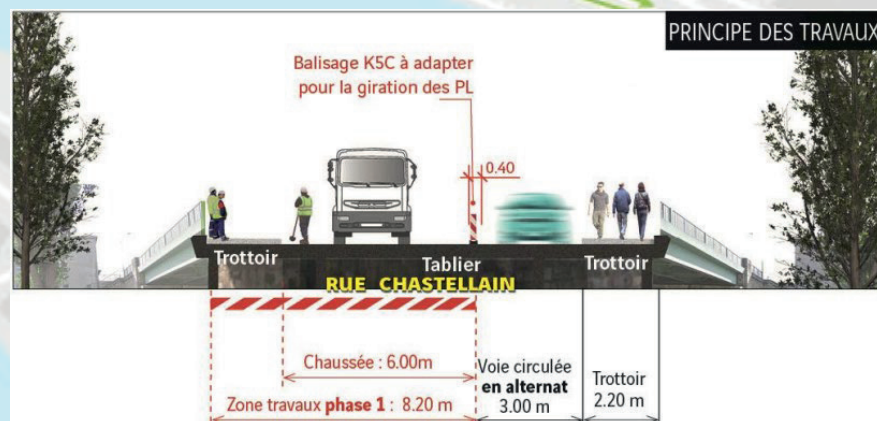 PRINCIPE DES TRAVAUX
Balisage K5C à adapter
pour la giration des PL
0.40
Trottoir
Tablier
Trottoir
RUE CHASTELLAIN
Chaussée : 6.00m
Voie circulée
en alternat
3.00 m
Trottoir
2.20 m
Zone travaux phase 1 : 8.20 m